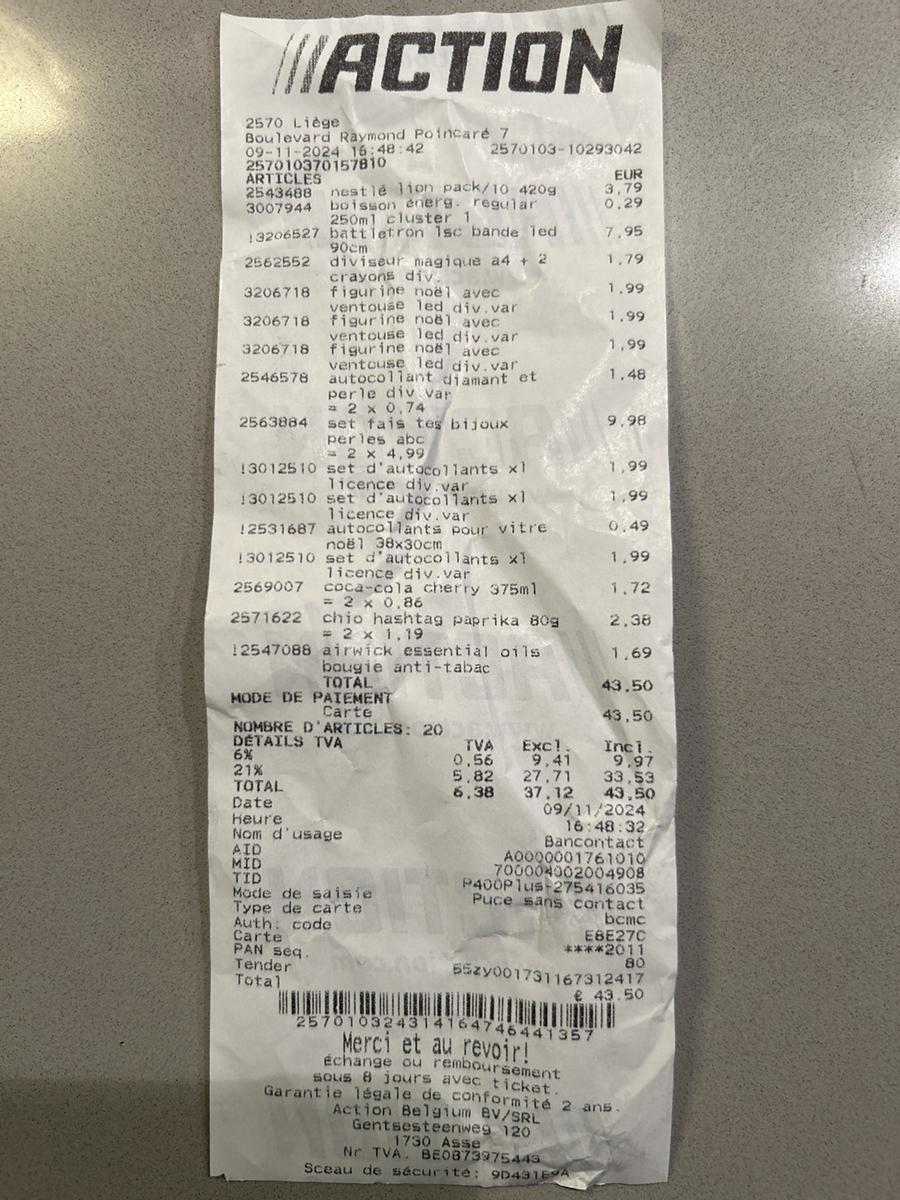 ACTION
2570 Liège
Boulevard Raymond Poincaré 7
09-11-2024 16:48:42 2570103-10293042
257010370157810
ARTICLES EUR
2543488 nestlé lion pack/10 420g 3,79
3007944 boisson énerg. regular 0,29
250ml cluster 1
!3206527 battletron lsc bande led 7,95
90cm
2562552 diviseur magique a4 + 2 1,79
crayons div.
3206718 figurine noël avec 1,99
ventouse led div.var
3206718 figurine noël avec 1,99
ventouse led div.var
3206718 figurine noël avec 1,99
ventouse led div.var
2546578 autocollant diamant et 1,48
perle div.var
= 2 x 0,74
2563884 set fais tes bijoux 9,98
perles abc
= 2 x 4,99
!3012510 set d'autocollants xl 1,99
licence div.var
!3012510 set d'autocollants xl 1,99
licence div.var
!2531687 autocollants pour vitre 0,49
noël 38x30cm
!3012510 set d'autocollants xl 1,99
licence div.var
2569007 coca-cola cherry 375ml 1,72
= 2 x 0,86
2571622 chio hashtag paprika 80g 2,38
= 2 x 1,19
!2547088 airwick essential oils 1,69
bougie anti-tabac
TOTAL 43,50
MODE DE PAIEMENT
Carte 43,50
NOMBRE D'ARTICLES: 20
DÉTAILS TVA TVA Excl. Incl.
6% 0,56 9,41 9,97
21% 5,82 27,71 33,53
TOTAL 6,38 37,12 43,50
Date 09/11/2024
Heure 16:48:32
Nom d'usage Bancontact
AID A0000001761010
MID 700004002004908
TID P400Plus-275416035
Mode de saisie Puce sans contact
Type de carte bcmc
Auth. code E8E27C
Carte ****2011
PAN seq. 80
Tender 55zy001731167312417
Total € 43.50
2570103243141647464441357
Merci et au revoir!
échange ou remboursement
sous 8 jours avec ticket.
Garantie légale de conformité 2 ans.
Action Belgium BV/SRL
Gentsesteenweg 120
1730 Asse
Nr TVA. BE0873975443
Sceau de sécurité: 9D431E9A